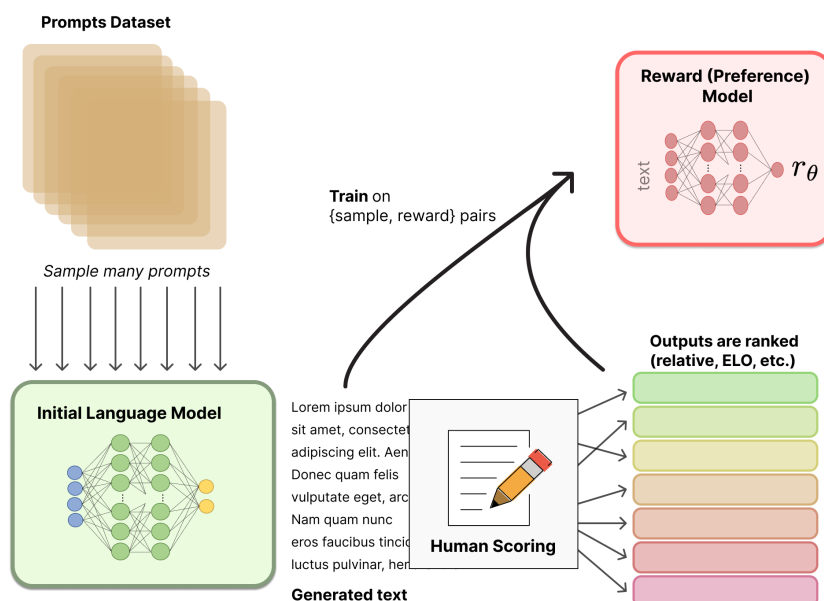 Prompts Dataset
Sample many prompts
Initial Language Model
Train on
{sample, reward} pairs
Reward (Preference)
Model
text
rθ
Outputs are ranked
(relative, ELO, etc.)
Lorem ipsum dolor
sit amet, consectet
adipiscing elit. Aen
Donec quam felis
vulputate eget, arc
Nam quam nunc
eros faucibus tincid
luctus pulvinar, her
Generated text
Human Scoring